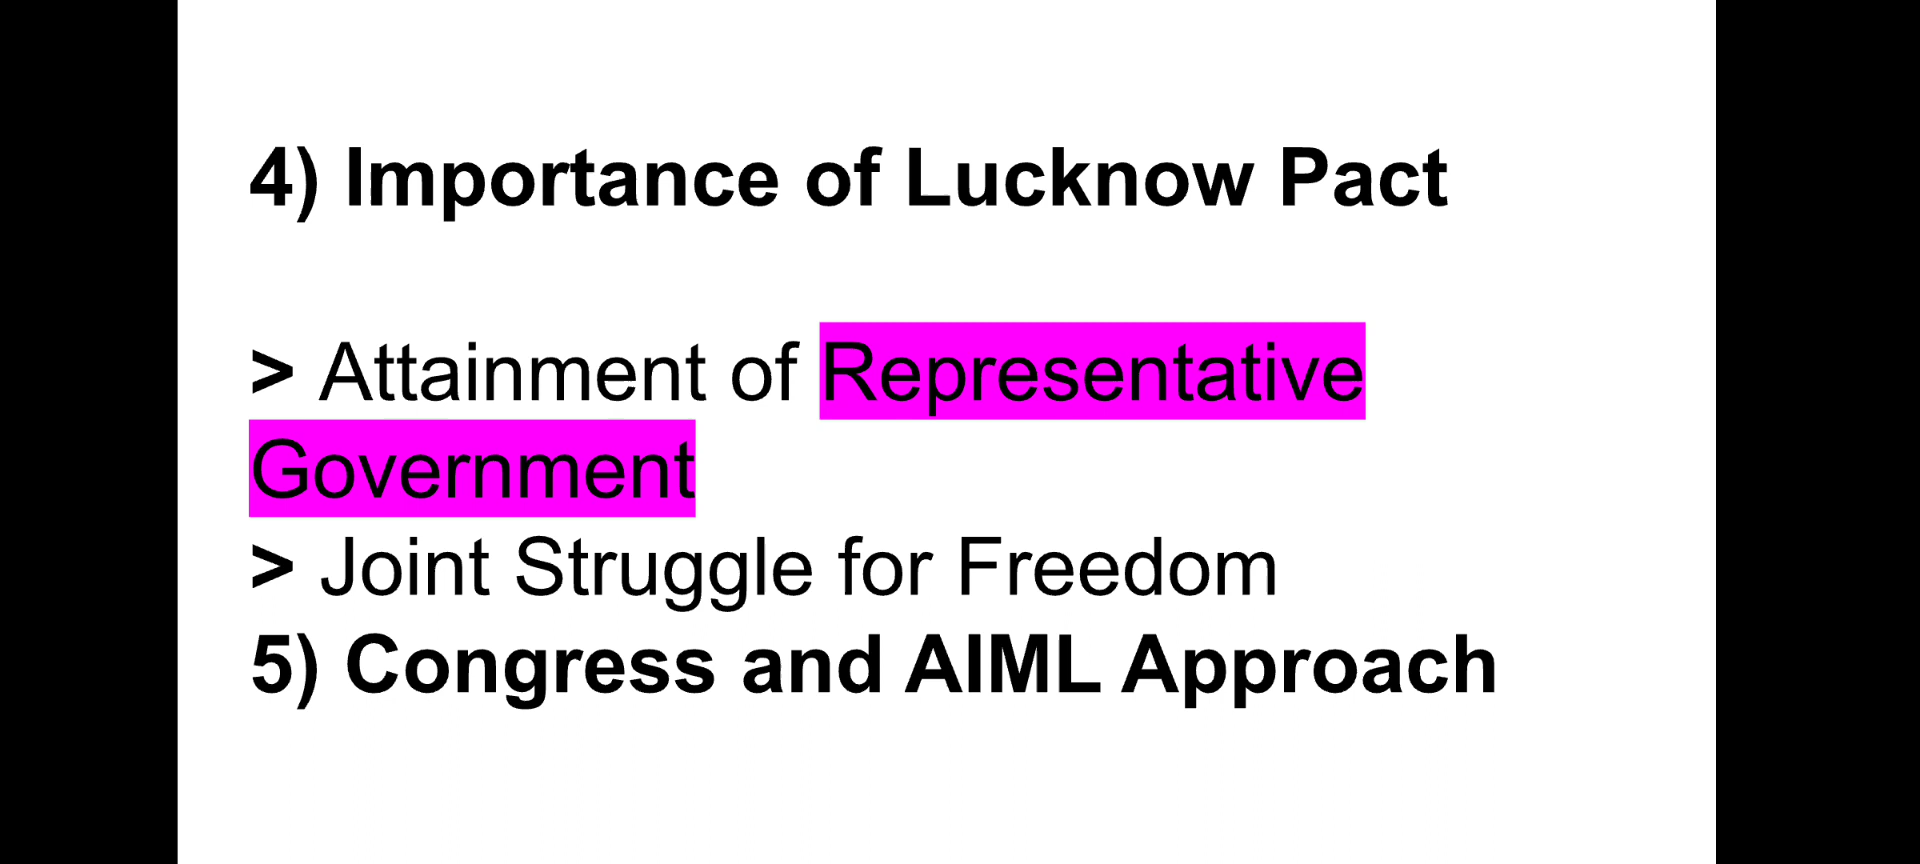 4) Importance of Lucknow Pact
> Attainment of Representative
Government
> Joint Struggle for Freedom
5) Congress and AIML Approach